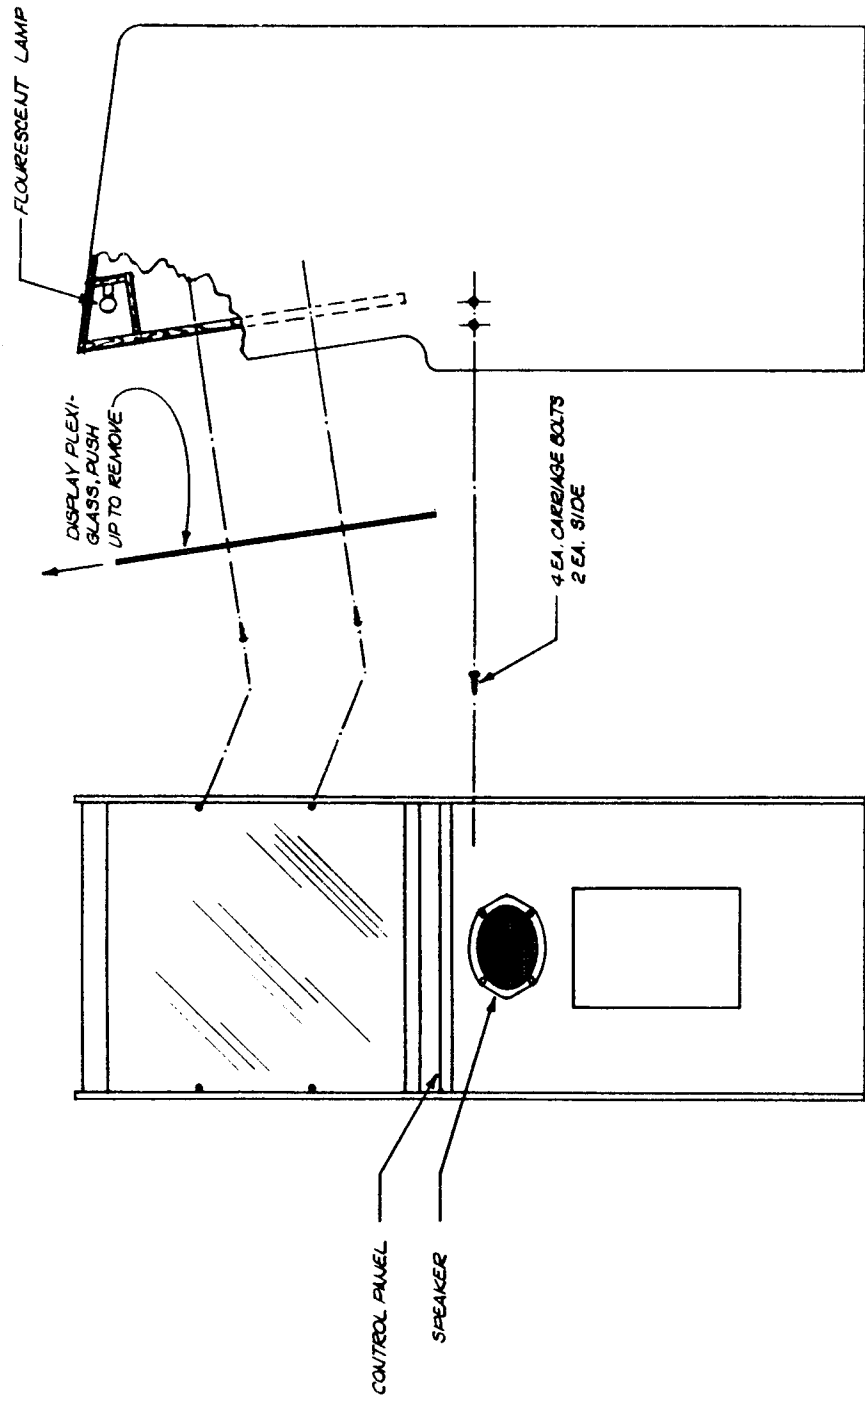 FLOURESCENT LAMP
DISPLAY PLEXI-
GLASS, PUSH
UP TO REMOVE
4 EA. CARRIAGE BOLTS
2 EA. SIDE
CONTROL PANEL
SPEAKER